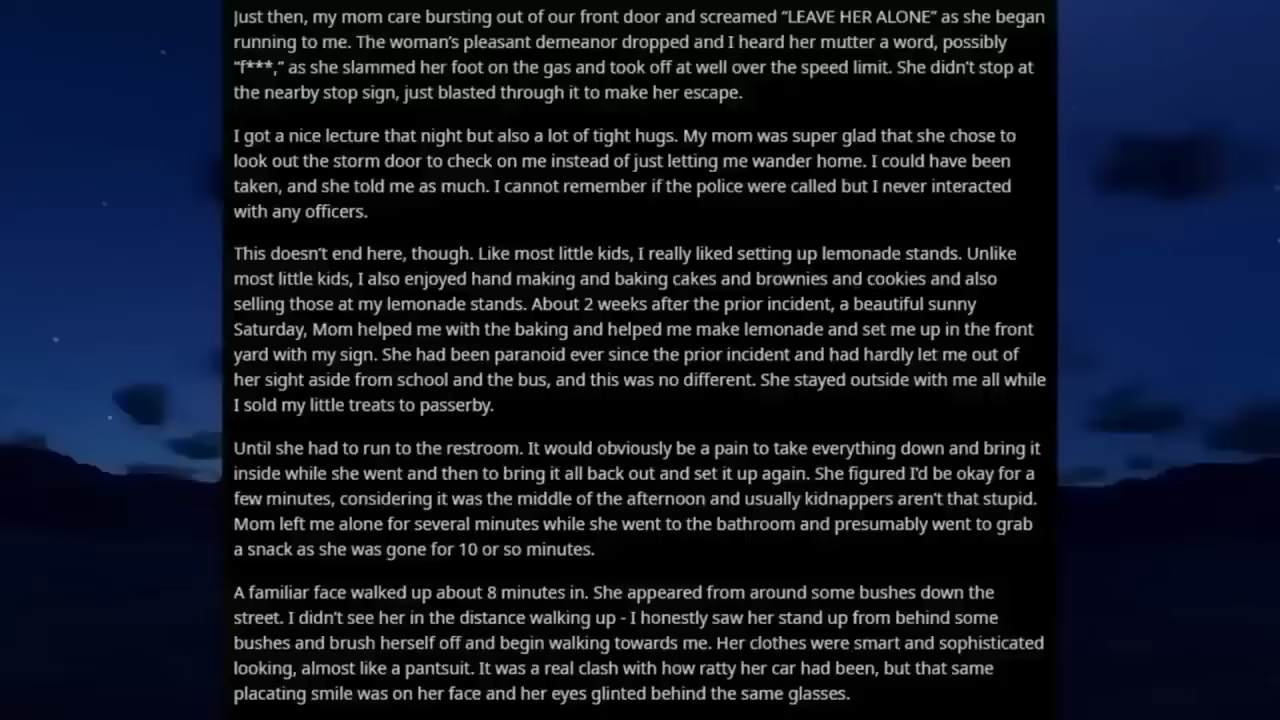 Just then, my mom care bursting out of our front door and screamed “LEAVE HER ALONE” as she began
running to me. The woman’s pleasant demeanor dropped and I heard her mutter a word, possibly
“f***,” as she slammed her foot on the gas and took off at well over the speed limit. She didn’t stop at
the nearby stop sign, just blasted through it to make her escape.
I got a nice lecture that night but also a lot of tight hugs. My mom was super glad that she chose to
look out the storm door to check on me instead of just letting me wander home. I could have been
taken, and she told me as much. I cannot remember if the police were called but I never interacted
with any officers.
This doesn’t end here, though. Like most little kids, I really liked setting up lemonade stands. Unlike
most little kids, I also enjoyed hand making and baking cakes and brownies and cookies and also
selling those at my lemonade stands. About 2 weeks after the prior incident, a beautiful sunny
Saturday, Mom helped me with the baking and helped me make lemonade and set me up in the front
yard with my sign. She had been paranoid ever since the prior incident and had hardly let me out of
her sight aside from school and the bus, and this was no different. She stayed outside with me all while
I sold my little treats to passerby.
Until she had to run to the restroom. It would obviously be a pain to take everything down and bring it
inside while she went and then to bring it all back out and set it up again. She figured I’d be okay for a
few minutes, considering it was the middle of the afternoon and usually kidnappers aren’t that stupid.
Mom left me alone for several minutes while she went to the bathroom and presumably went to grab
a snack as she was gone for 10 or so minutes.
A familiar face walked up about 8 minutes in. She appeared from around some bushes down the
street. I didn’t see her in the distance walking up - I honestly saw her stand up from behind some
bushes and brush herself off and begin walking towards me. Her clothes were smart and sophisticated
looking, almost like a pantsuit. It was a real clash with how ratty her car had been, but that same
placating smile was on her face and her eyes glinted behind the same glasses.